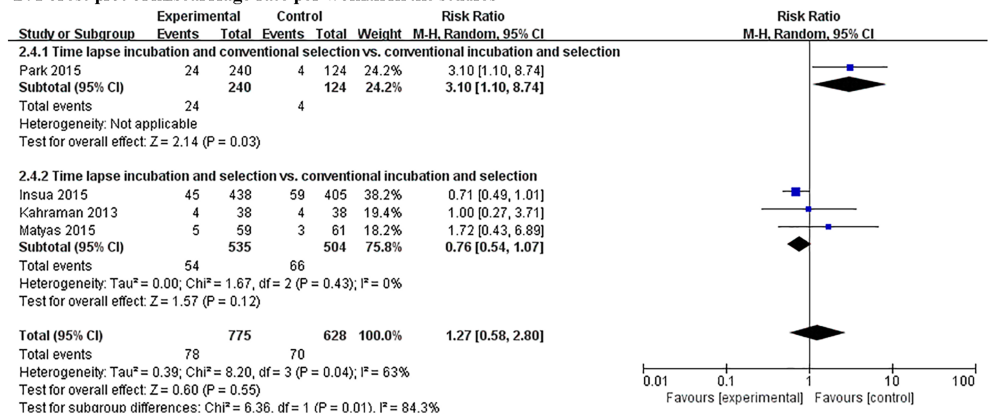 Experimental Control Risk Ratio Risk Ratio
Study or Subgroup Events Total Events Total Weight M-H, Random, 95% CI M-H, Random, 95% CI
2.4.1 Time lapse incubation and conventional selection vs. conventional incubation and selection
Park 2015 24 240 4 124 24.2% 3.10 [1.10, 8.74]
Subtotal (95% CI) 240 124 24.2% 3.10 [1.10, 8.74]
Total events 24 4
Heterogeneity: Not applicable
Test for overall effect: Z = 2.14 (P = 0.03)
2.4.2 Time lapse incubation and selection vs. conventional incubation and selection
Insua 2015 45 438 59 405 38.2% 0.71 [0.49, 1.01]
Kahraman 2013 4 38 4 38 19.4% 1.00 [0.27, 3.71]
Matyas 2015 5 59 3 61 18.2% 1.72 [0.43, 6.89]
Subtotal (95% CI) 535 504 75.8% 0.76 [0.54, 1.07]
Total events 54 66
Heterogeneity: Tau² = 0.00; Chi² = 1.67, df = 2 (P = 0.43); I² = 0%
Test for overall effect: Z = 1.57 (P = 0.12)
Total (95% CI) 775 628 100.0% 1.27 [0.58, 2.80]
Total events 78 70
Heterogeneity: Tau² = 0.39; Chi² = 8.20, df = 3 (P = 0.04); I² = 63%
Test for overall effect: Z = 0.60 (P = 0.55)
Test for subgroup differences: Chi² = 6.36, df = 1 (P = 0.01), I² = 84.3%
0.01 0.1 1 10 100
Favours [experimental] Favours [control]